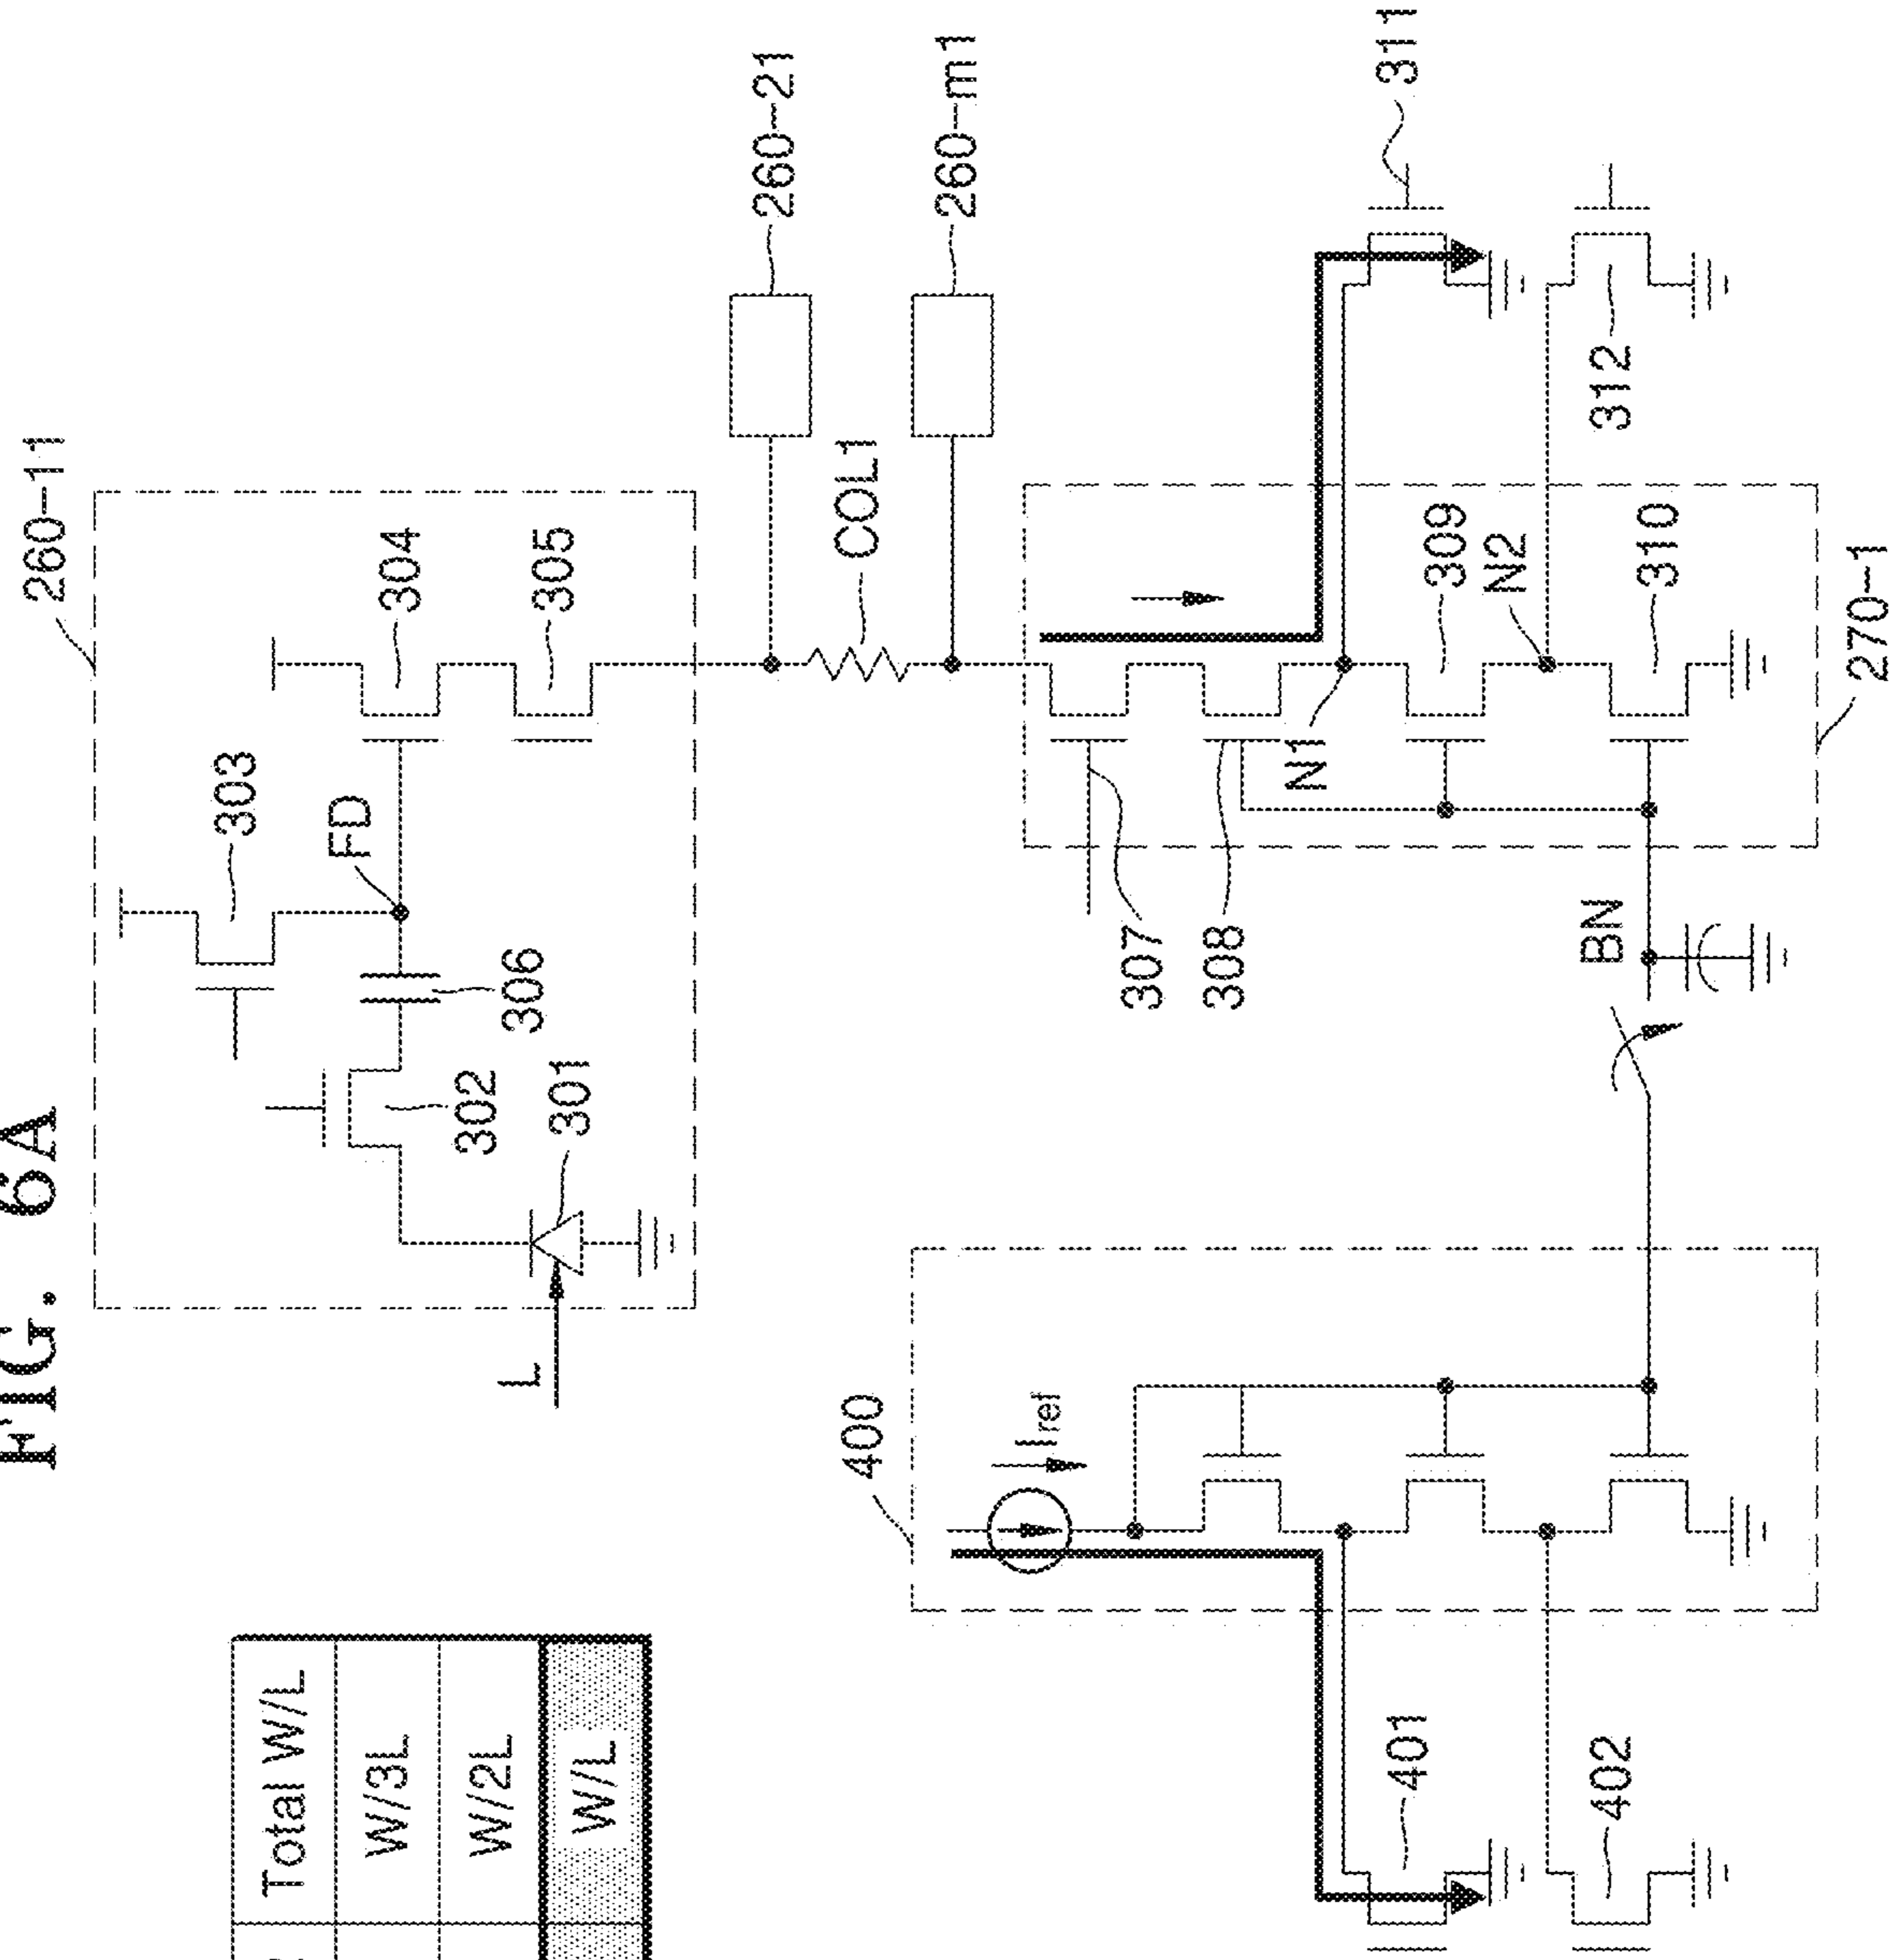 FIG. 6A
Total W/L
W/3L
W/2L
W/L
260-11
303
FD
304
305
306
302
301
L
260-21
COL1
260-m1
400
Iref
401
402
BN
307
308
N1
309
N2
310
270-1
311
312